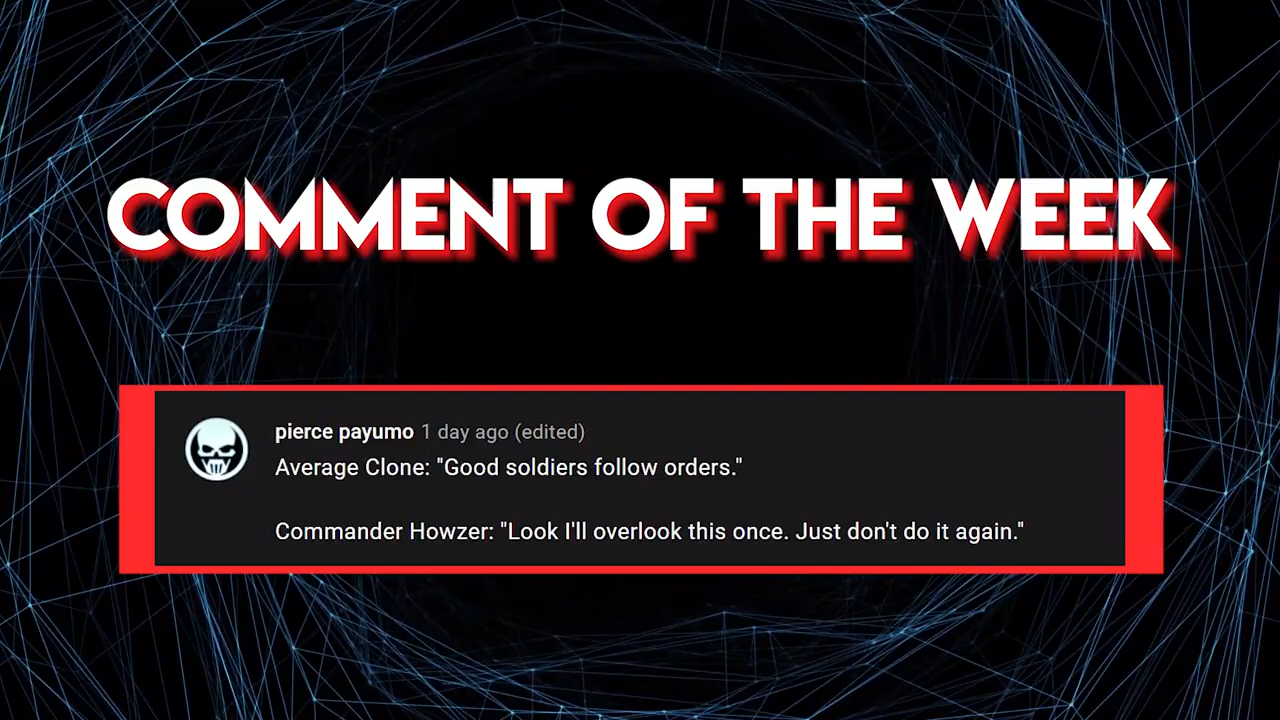 COMMENT OF THE WEEK
pierce payumo 1 day ago (edited)
Average Clone: "Good soldiers follow orders."
Commander Howzer: "Look I'll overlook this once. Just don't do it again."